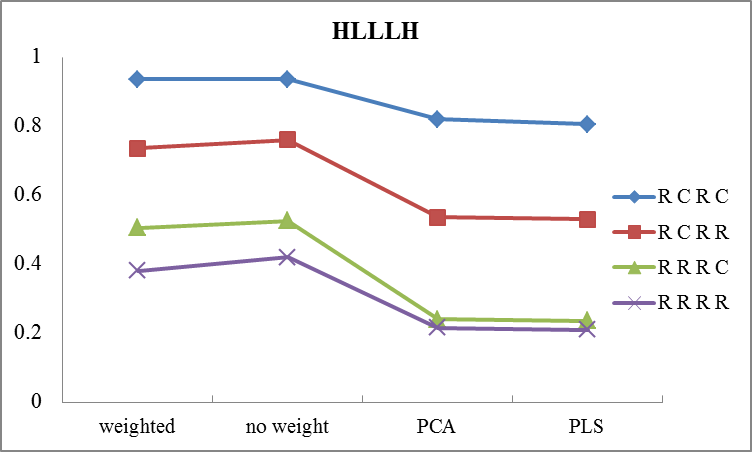 HLLLH
1
0.8
0.6
0.4
0.2
0
weighted
no weight
PCA
PLS
R C R C
R C R R
R R R C
R R R R